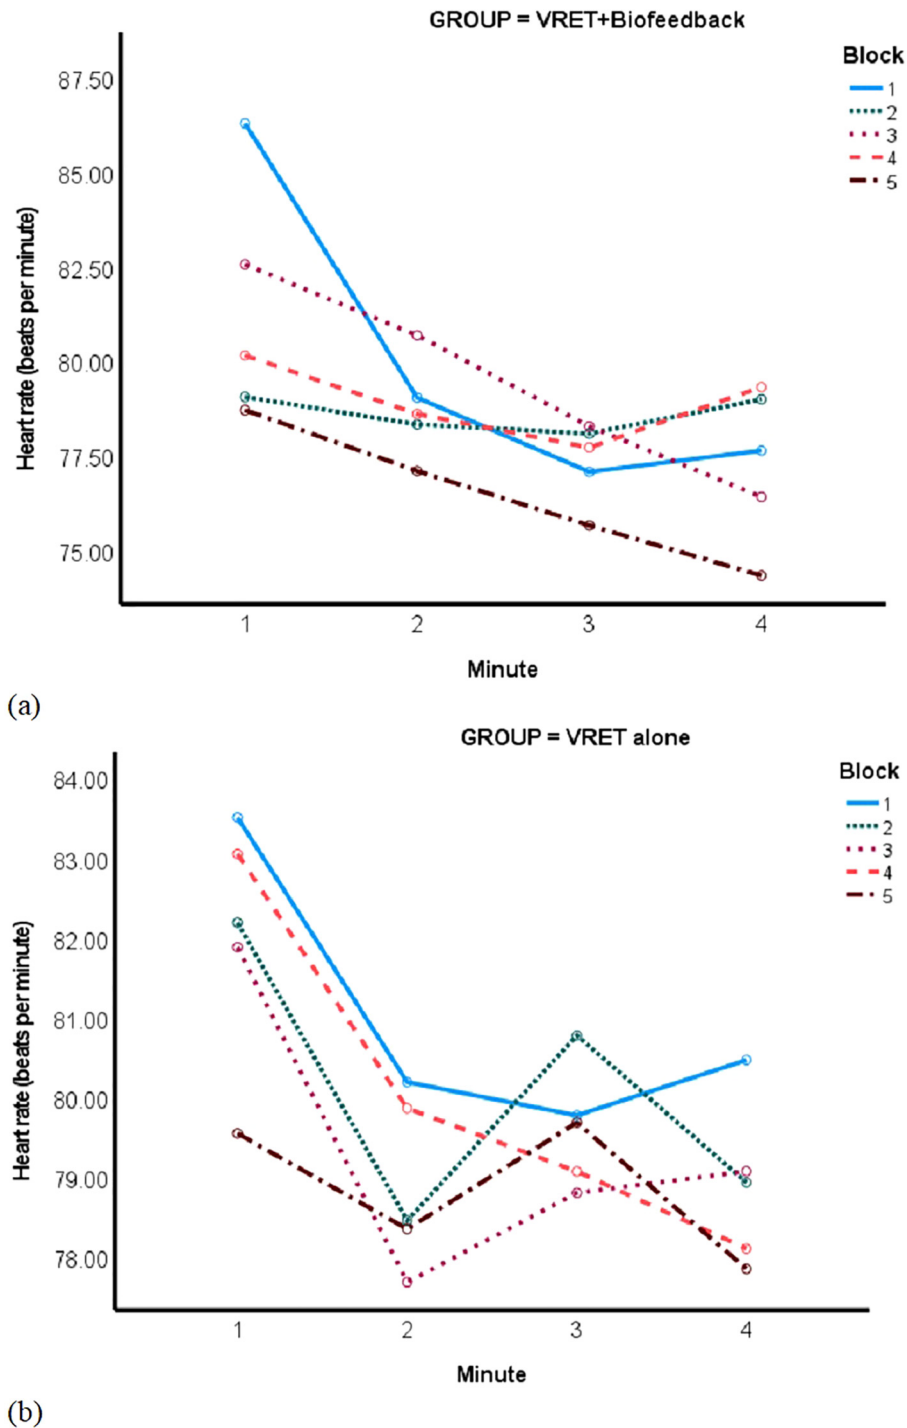 GROUP = VRET+Biofeedback
Block
1
2
3
4
5
87.50
85.00
82.50
80.00
77.50
75.00
Heart rate (beats per minute)
1 2 3 4
Minute
(a)
GROUP = VRET alone
Block
1
2
3
4
5
84.00
83.00
82.00
81.00
80.00
79.00
78.00
Heart rate (beats per minute)
1 2 3 4
Minute
(b)